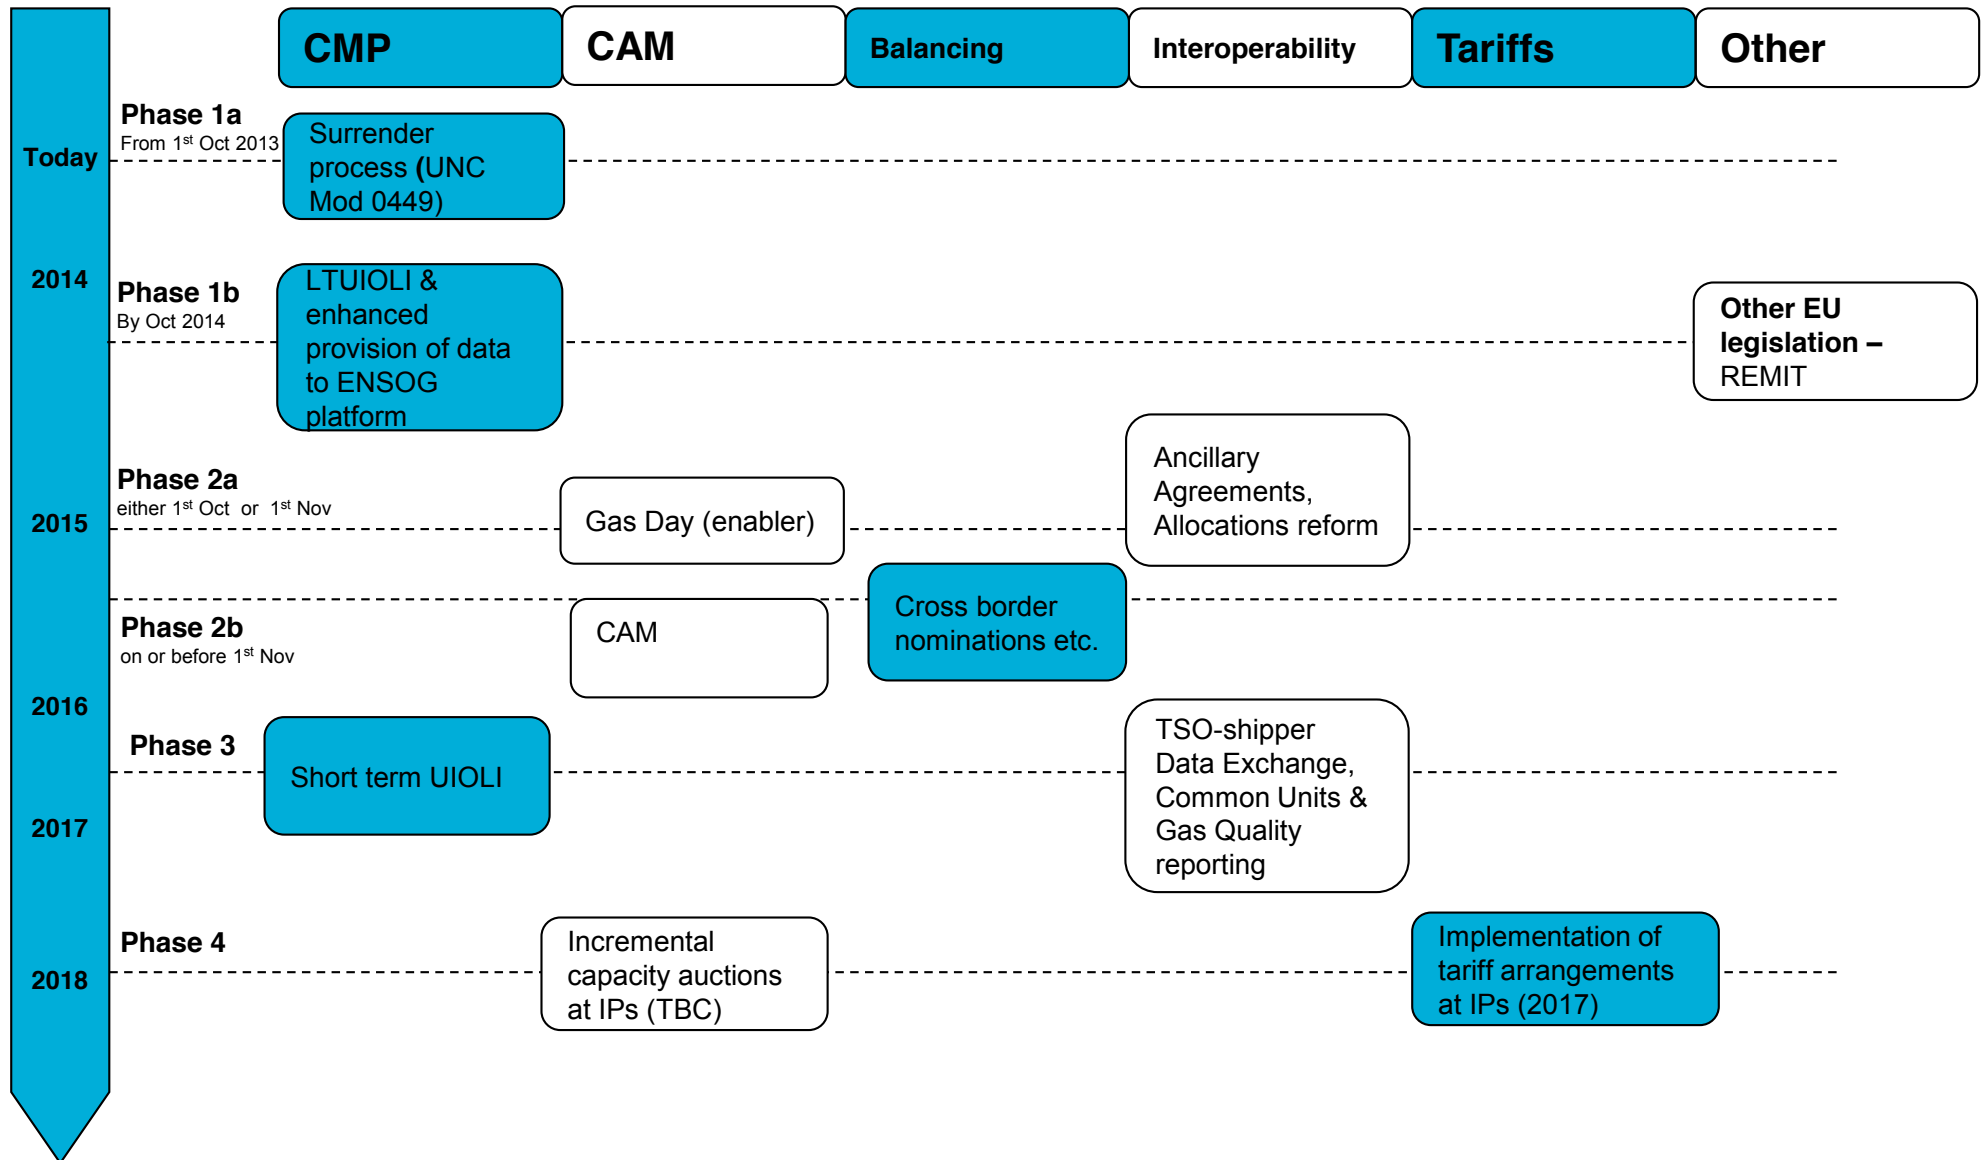 CMP
CAM
Balancing
Interoperability
Tariffs
Other
Today
2014
2015
2016
2017
2018
Phase 1a
From 1st Oct 2013
Surrender
process (UNC
Mod 0449)
Phase 1b
By Oct 2014
LTUIOLI &
enhanced
provision of data
to ENSOG
platform
Other EU
legislation –
REMIT
Phase 2a
either 1st Oct or 1st Nov
Gas Day (enabler)
Ancillary
Agreements,
Allocations reform
Phase 2b
on or before 1st Nov
CAM
Cross border
nominations etc.
Phase 3
Short term UIOLI
TSO-shipper
Data Exchange,
Common Units &
Gas Quality
reporting
Phase 4
Incremental
capacity auctions
at IPs (TBC)
Implementation of
tariff arrangements
at IPs (2017)